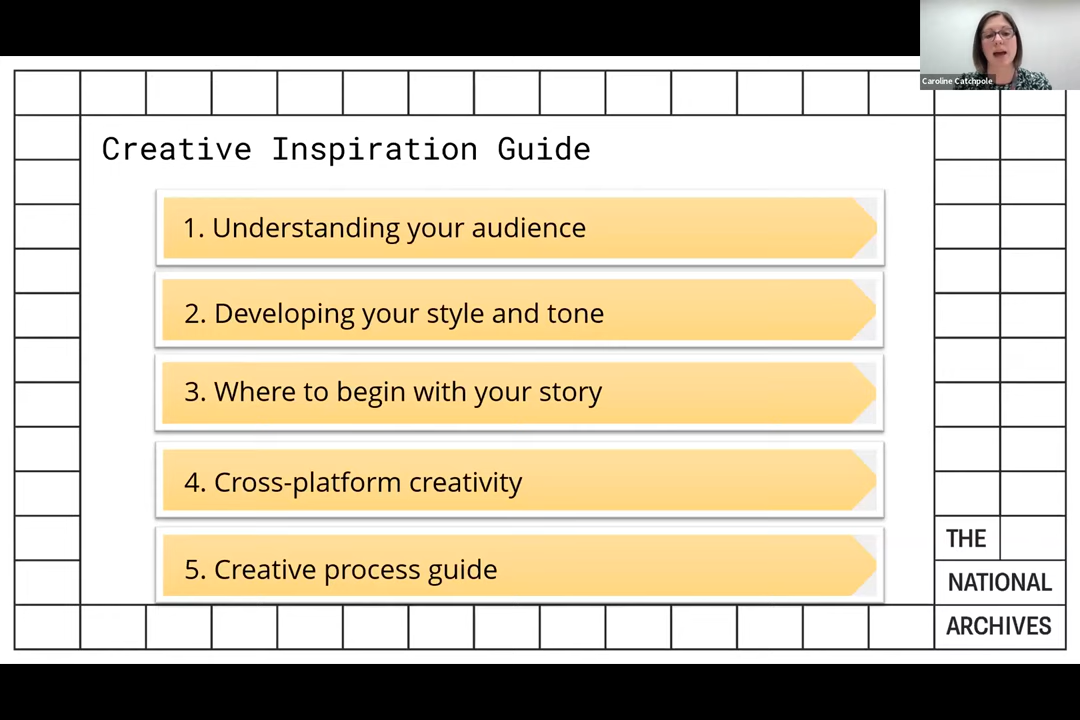 Caroline Catchpole
Creative Inspiration Guide
1. Understanding your audience
2. Developing your style and tone
3. Where to begin with your story
4. Cross-platform creativity
5. Creative process guide
THE
NATIONAL
ARCHIVES